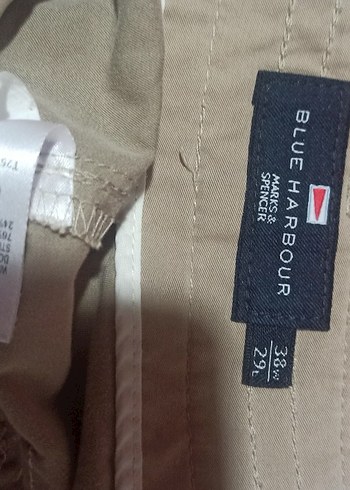 BLUE HARBOUR
MARKS &
SPENCER
38W
29L